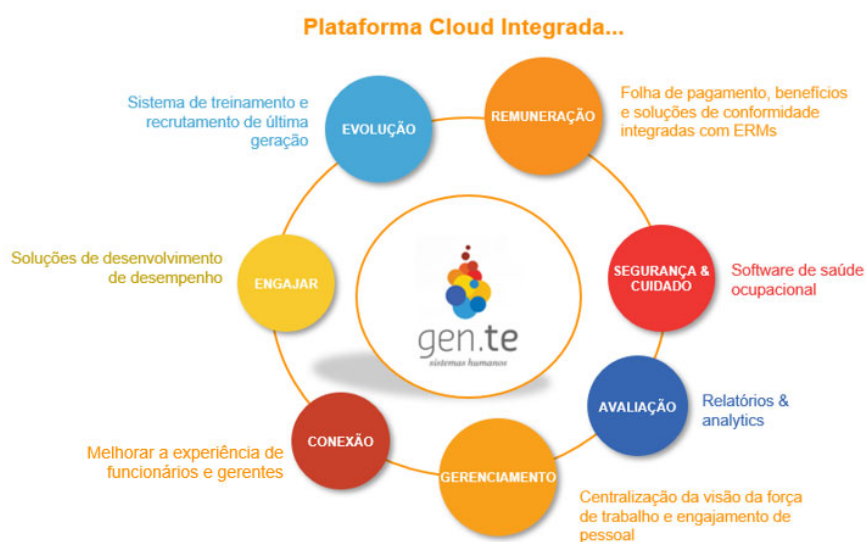 Plataforma Cloud Integrada...
Sistema de treinamento e
recrutamento de última
geração
EVOLUÇÃO
REMUNERAÇÃO
Folha de pagamento, benefícios
e soluções de conformidade
integradas com ERMs
Soluções de desenvolvimento
de desempenho
ENGAJAR
gen.te
sistemas humanos
SEGURANÇA &
CUIDADO
Software de saúde
ocupacional
AVALIAÇÃO
Relatórios &
analytics
Melhorar a experiência de
funcionários e gerentes
CONEXÃO
GERENCIAMENTO
Centralização da visão da força
de trabalho e engajamento de
pessoal